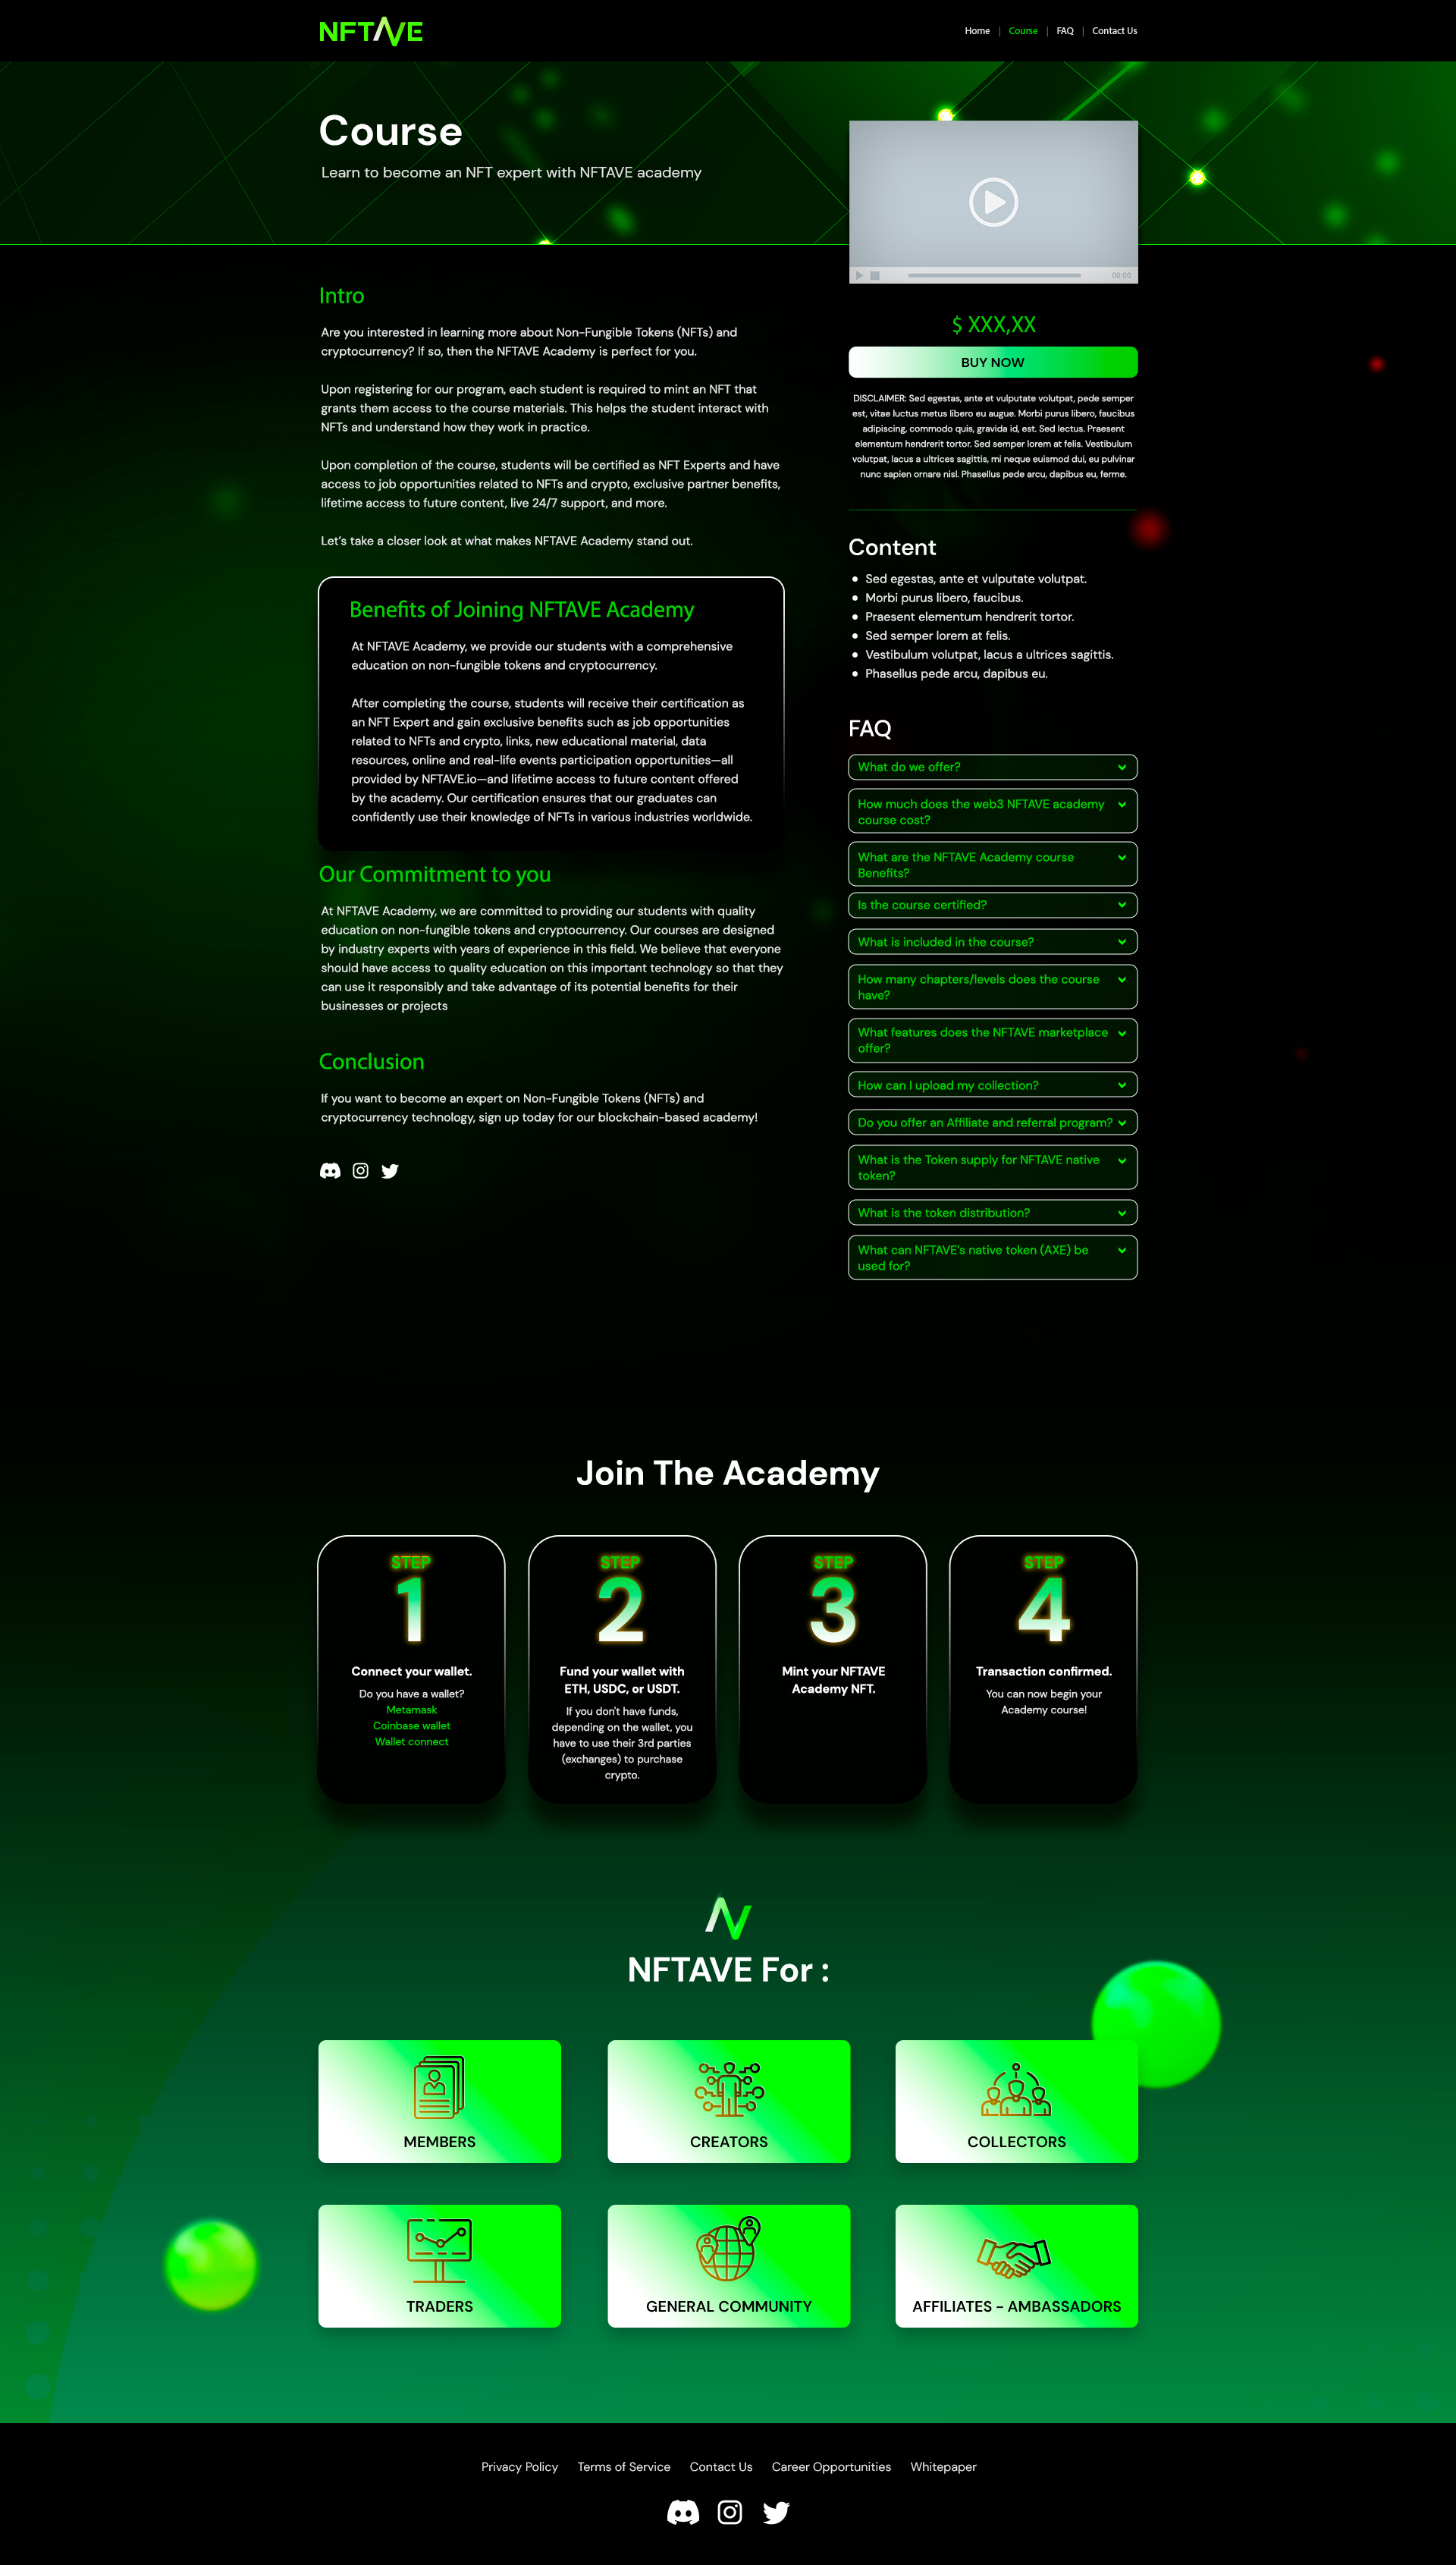 NFTAVE
Home | Course | FAQ | Contact Us
Course
Learn to become an NFT expert with NFTAVE academy
00:00
Intro
Are you interested in learning more about Non-Fungible Tokens (NFTs) and
cryptocurrency? If so, then the NFTAVE Academy is perfect for you.
Upon registering for our program, each student is required to mint an NFT that
grants them access to the course materials. This helps the student interact with
NFTs and understand how they work in practice.
Upon completion of the course, students will be certified as NFT Experts and have
access to job opportunities related to NFTs and crypto, exclusive partner benefits,
lifetime access to future content, live 24/7 support, and more.
Let's take a closer look at what makes NFTAVE Academy stand out.
Benefits of Joining NFTAVE Academy
At NFTAVE Academy, we provide our students with a comprehensive
education on non-fungible tokens and cryptocurrency.
After completing the course, students will receive their certification as
an NFT Expert and gain exclusive benefits such as job opportunities
related to NFTs and crypto, links, new educational material, data
resources, online and real-life events participation opportunities—all
provided by NFTAVE.io—and lifetime access to future content offered
by the academy. Our certification ensures that our graduates can
confidently use their knowledge of NFTs in various industries worldwide.
Our Commitment to you
At NFTAVE Academy, we are committed to providing our students with quality
education on non-fungible tokens and cryptocurrency. Our courses are designed
by industry experts with years of experience in this field. We believe that everyone
should have access to quality education on this important technology so that they
can use it responsibly and take advantage of its potential benefits for their
businesses or projects
Conclusion
If you want to become an expert on Non-Fungible Tokens (NFTs) and
cryptocurrency technology, sign up today for our blockchain-based academy!
$ XXX,XX
BUY NOW
DISCLAIMER: Sed egestas, ante et vulputate volutpat, pede semper
est, vitae luctus metus libero eu augue. Morbi purus libero, faucibus
adipiscing, commodo quis, gravida id, est. Sed lectus. Praesent
elementum hendrerit tortor. Sed semper lorem at felis. Vestibulum
volutpat, lacus a ultrices sagittis, mi neque euismod dui, eu pulvinar
nunc sapien ornare nisl. Phasellus pede arcu, dapibus eu, ferme.
Content
• Sed egestas, ante et vulputate volutpat.
• Morbi purus libero, faucibus.
• Praesent elementum hendrerit tortor.
• Sed semper lorem at felis.
• Vestibulum volutpat, lacus a ultrices sagittis.
• Phasellus pede arcu, dapibus eu.
FAQ
What do we offer?
How much does the web3 NFTAVE academy
course cost?
What are the NFTAVE Academy course
Benefits?
Is the course certified?
What is included in the course?
How many chapters/levels does the course
have?
What features does the NFTAVE marketplace
offer?
How can I upload my collection?
Do you offer an Affiliate and referral program?
What is the Token supply for NFTAVE native
token?
What is the token distribution?
What can NFTAVE's native token (AXE) be
used for?
Join The Academy
STEP
1
Connect your wallet.
Do you have a wallet?
Metamask
Coinbase wallet
Wallet connect
STEP
2
Fund your wallet with
ETH, USDC, or USDT.
If you don't have funds,
depending on the wallet, you
have to use their 3rd parties
(exchanges) to purchase
crypto.
STEP
3
Mint your NFTAVE
Academy NFT.
STEP
4
Transaction confirmed.
You can now begin your
Academy course!
NFTAVE For :
MEMBERS
CREATORS
COLLECTORS
TRADERS
GENERAL COMMUNITY
AFFILIATES - AMBASSADORS
Privacy Policy Terms of Service Contact Us Career Opportunities Whitepaper